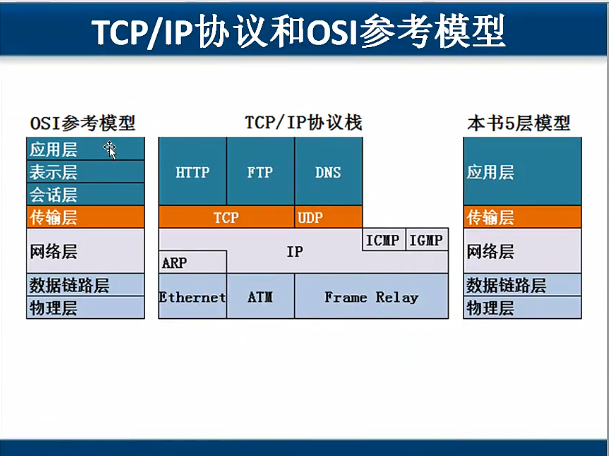 TCP/IP协议和OSI参考模型
OSI参考模型
应用层
表示层
会话层
传输层
网络层
数据链路层
物理层
TCP/IP协议栈
HTTP FTP DNS
TCP UDP
ICMP IGMP
IP
ARP
Ethernet ATM Frame Relay
本书5层模型
应用层
传输层
网络层
数据链路层
物理层